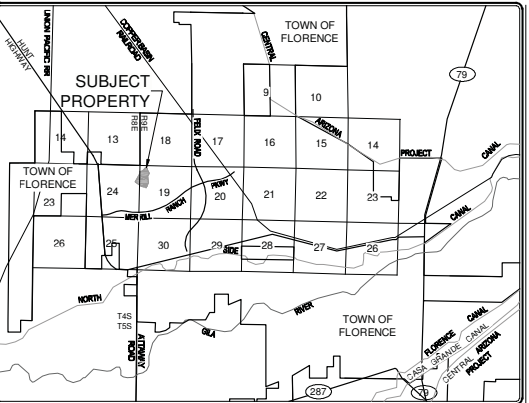 TOWN OF
FLORENCE
UNION PACIFIC RR
HUNT
HIGHWAY
COPPER BASIN
RAILROAD
CENTRAL
79
SUBJECT
PROPERTY
9
10
R8E
R9E
FELIX ROAD
ARIZONA
14
13
18
17
16
15
14
PROJECT
CANAL
TOWN OF
FLORENCE
24
19
20
21
22
23
23
MERRILL
RANCH
PKWY
CANAL
26
25
30
29
28
27
26
SIDE
NORTH
RIVER
T4S
T5S
GILA
TOWN OF
FLORENCE
ATTAWAY
ROAD
FLORENCE
CANAL
CASA GRANDE CANAL
CENTRAL ARIZONA
PROJECT
287
79